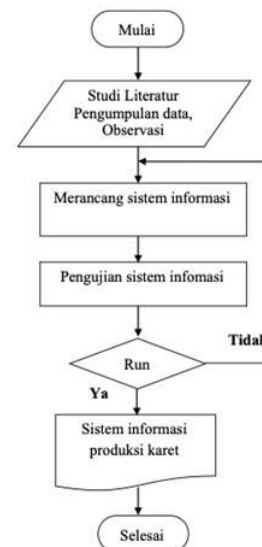 Mulai
Studi Literatur
Pengumpulan data,
Observasi
Merancang sistem informasi
Pengujian sistem infomasi
Run
Tidak
Ya
Sistem informasi
produksi karet
Selesai